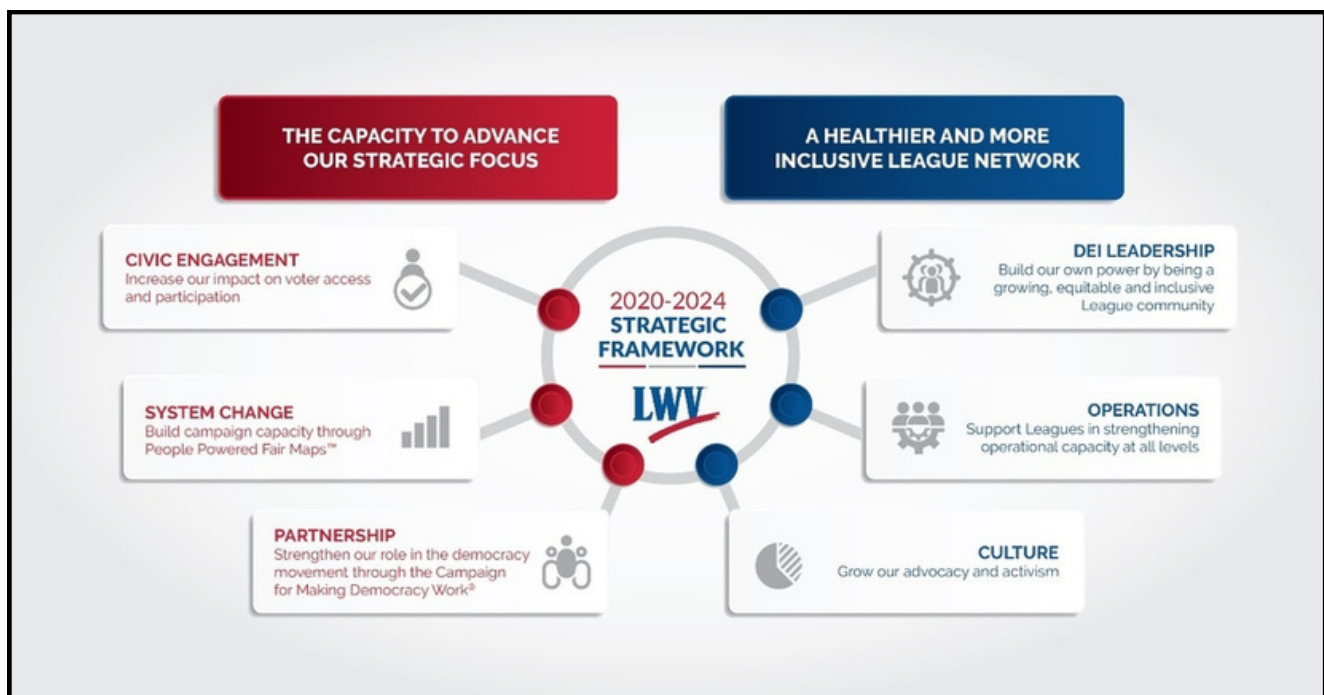 THE CAPACITY TO ADVANCE
OUR STRATEGIC FOCUS
A HEALTHIER AND MORE
INCLUSIVE LEAGUE NETWORK
CIVIC ENGAGEMENT
Increase our impact on voter access
and participation
SYSTEM CHANGE
Build campaign capacity through
People Powered Fair Maps™
PARTNERSHIP
Strengthen our role in the democracy
movement through the Campaign
for Making Democracy Work®
2020-2024
STRATEGIC
FRAMEWORK
LWV
DEI LEADERSHIP
Build our own power by being a
growing, equitable and inclusive
League community
OPERATIONS
Support Leagues in strengthening
operational capacity at all levels
CULTURE
Grow our advocacy and activism